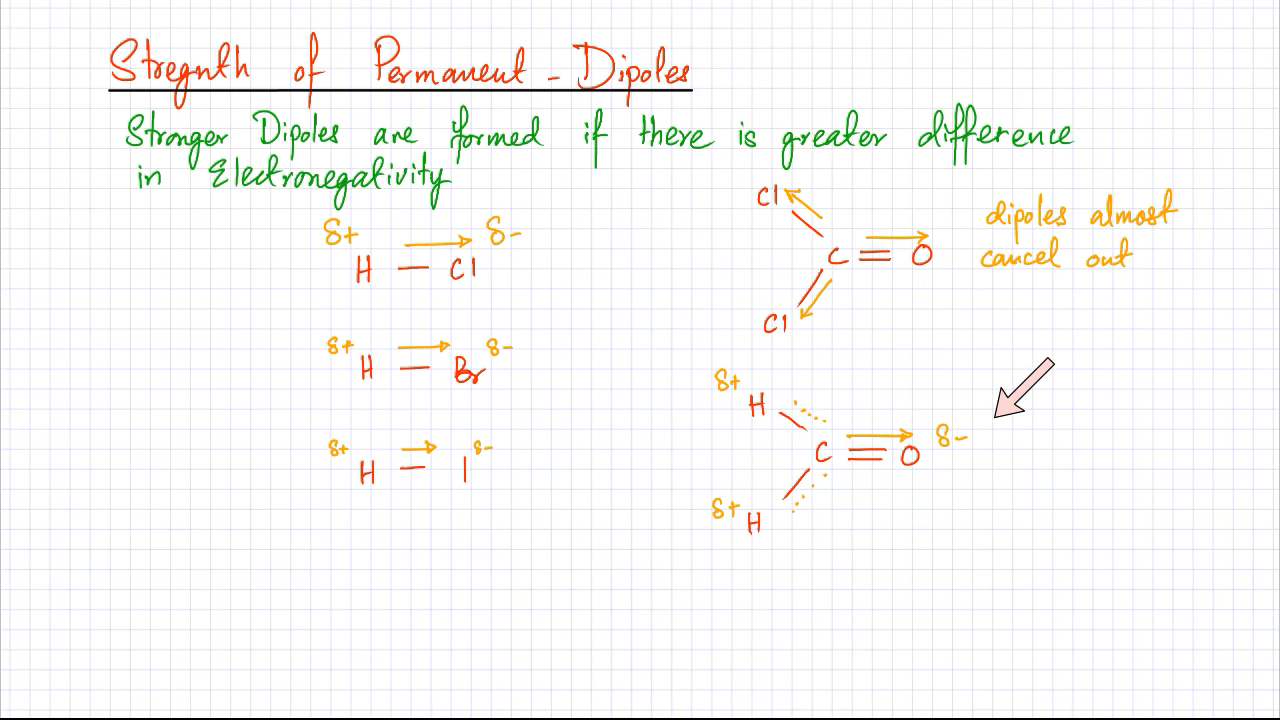 Stregnth of Permanent - Dipoles
Stronger Dipoles are formed if there is greater difference
in Electronegativity
δ+ δ-
H — Cl
δ+ δ-
H — Br
δ+ δ-
H — I
Cl
C = O
Cl
dipoles almost
cancel out
δ+ H
C = O δ-
δ+ H